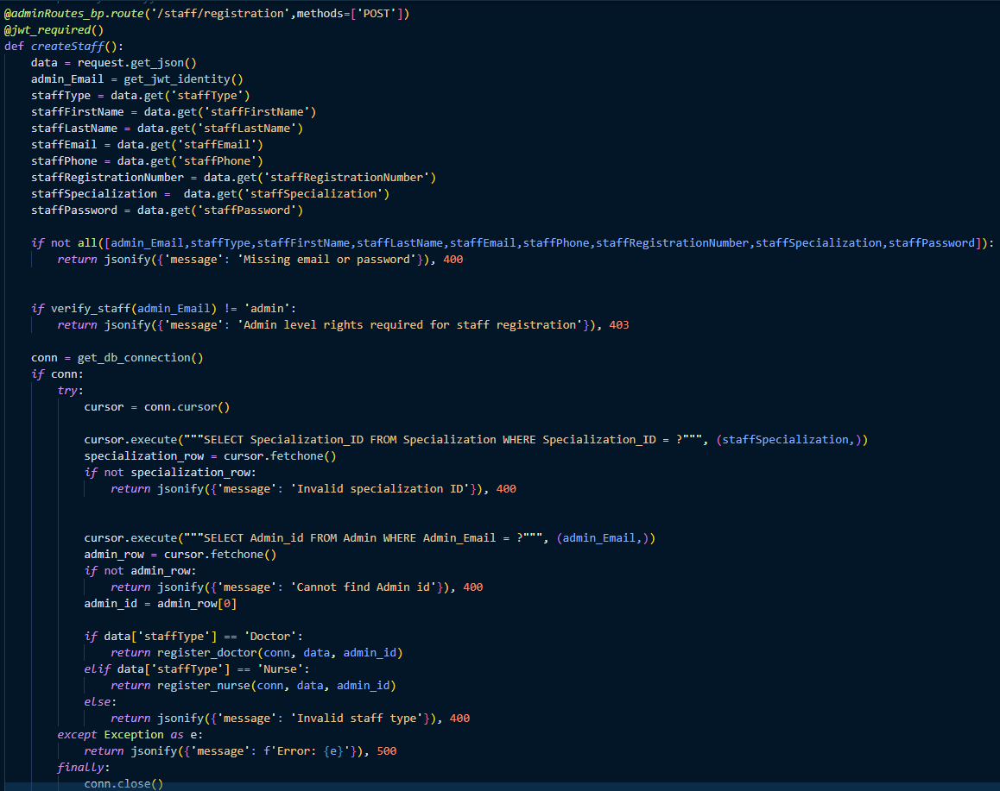 @adminRoutes_bp.route('/staff/registration',methods=['POST'])
@jwt_required()
def createStaff():
    data = request.get_json()
    admin_Email = get_jwt_identity()
    staffType = data.get('staffType')
    staffFirstName = data.get('staffFirstName')
    staffLastName = data.get('staffLastName')
    staffEmail = data.get('staffEmail')
    staffPhone = data.get('staffPhone')
    staffRegistrationNumber = data.get('staffRegistrationNumber')
    staffSpecialization =  data.get('staffSpecialization')
    staffPassword = data.get('staffPassword')

    if not all([admin_Email,staffType,staffFirstName,staffLastName,staffEmail,staffPhone,staffRegistrationNumber,staffSpecialization,staffPassword]):
        return jsonify({'message': 'Missing email or password'}), 400


    if verify_staff(admin_Email) != 'admin':
        return jsonify({'message': 'Admin level rights required for staff registration'}), 403

    conn = get_db_connection()
    if conn:
        try:
            cursor = conn.cursor()

            cursor.execute("""SELECT Specialization_ID FROM Specialization WHERE Specialization_ID = ?""", (staffSpecialization,))
            specialization_row = cursor.fetchone()
            if not specialization_row:
                return jsonify({'message': 'Invalid specialization ID'}), 400


            cursor.execute("""SELECT Admin_id FROM Admin WHERE Admin_Email = ?""", (admin_Email,))
            admin_row = cursor.fetchone()
            if not admin_row:
                return jsonify({'message': 'Cannot find Admin id'}), 400
            admin_id = admin_row[0]

            if data['staffType'] == 'Doctor':
                return register_doctor(conn, data, admin_id)
            elif data['staffType'] == 'Nurse':
                return register_nurse(conn, data, admin_id)
            else:
                return jsonify({'message': 'Invalid staff type'}), 400
        except Exception as e:
            return jsonify({'message': f'Error: {e}'}), 500
        finally:
            conn.close()